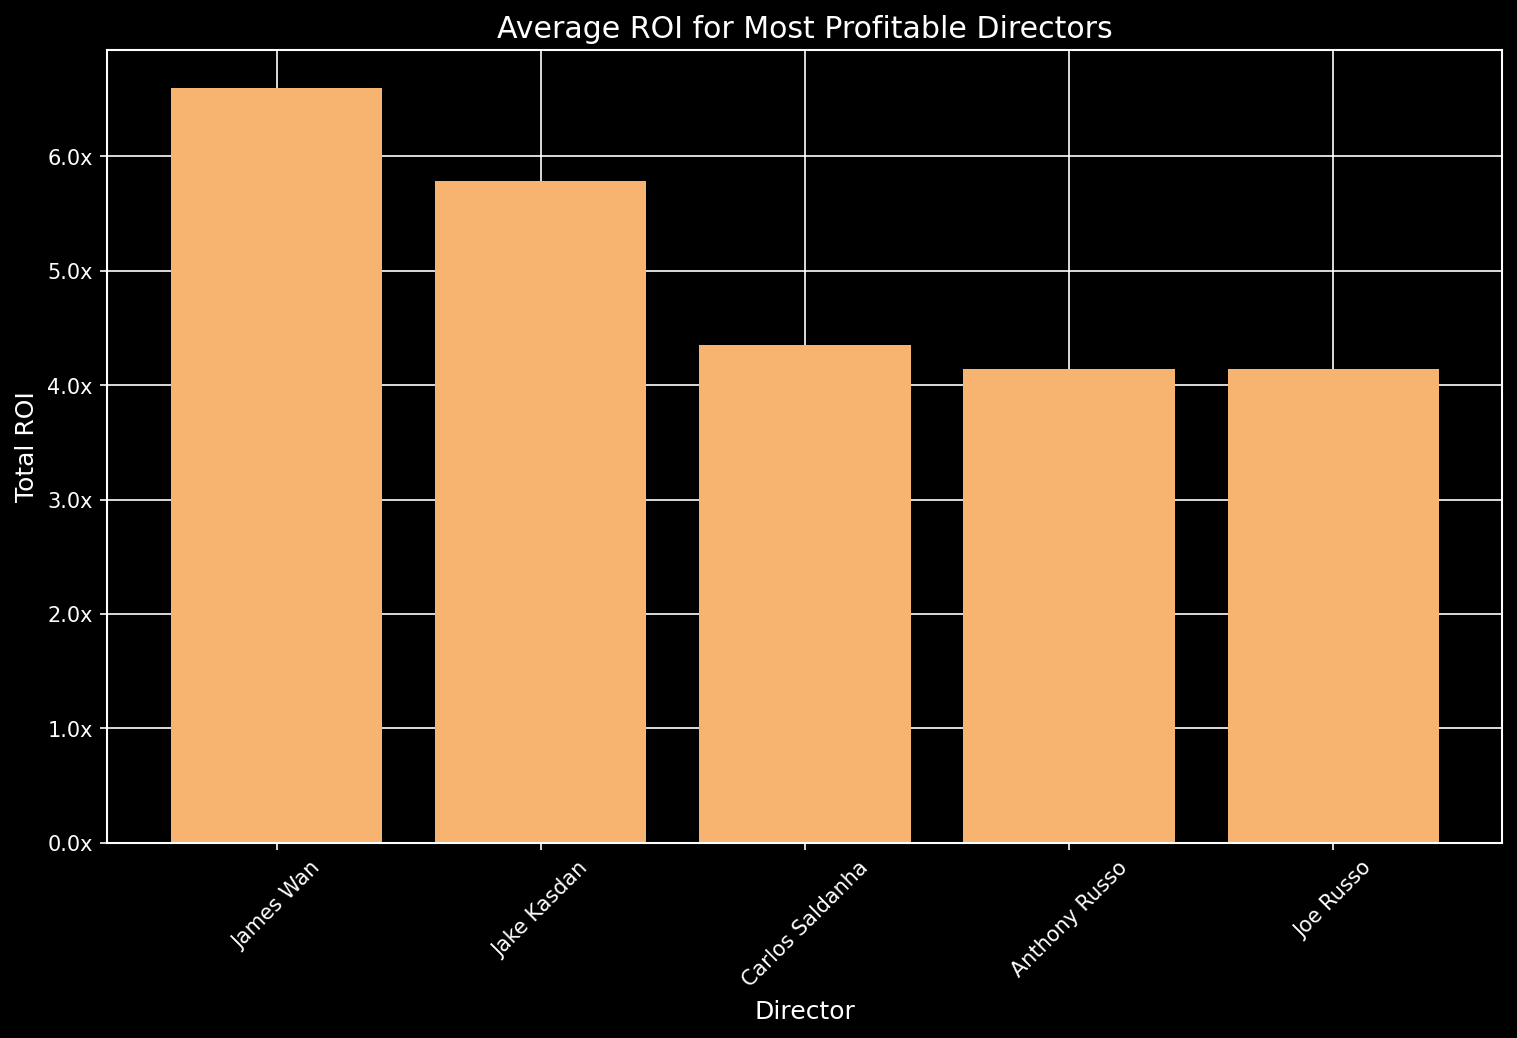 Average ROI for Most Profitable Directors
Total ROI
6.0x
5.0x
4.0x
3.0x
2.0x
1.0x
0.0x
James Wan
Jake Kasdan
Carlos Saldanha
Anthony Russo
Joe Russo
Director